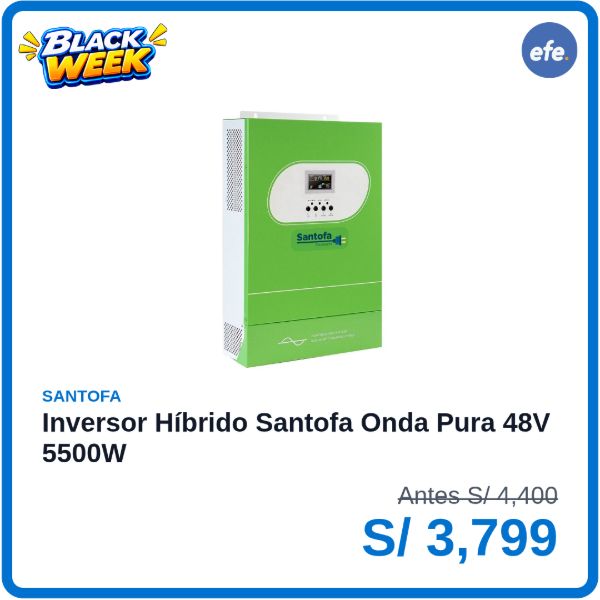 BLACK
WEEK
efe.
Santofa
SANTOFA
Inversor Híbrido Santofa Onda Pura 48V
5500W
Antes S/ 4,400
S/ 3,799